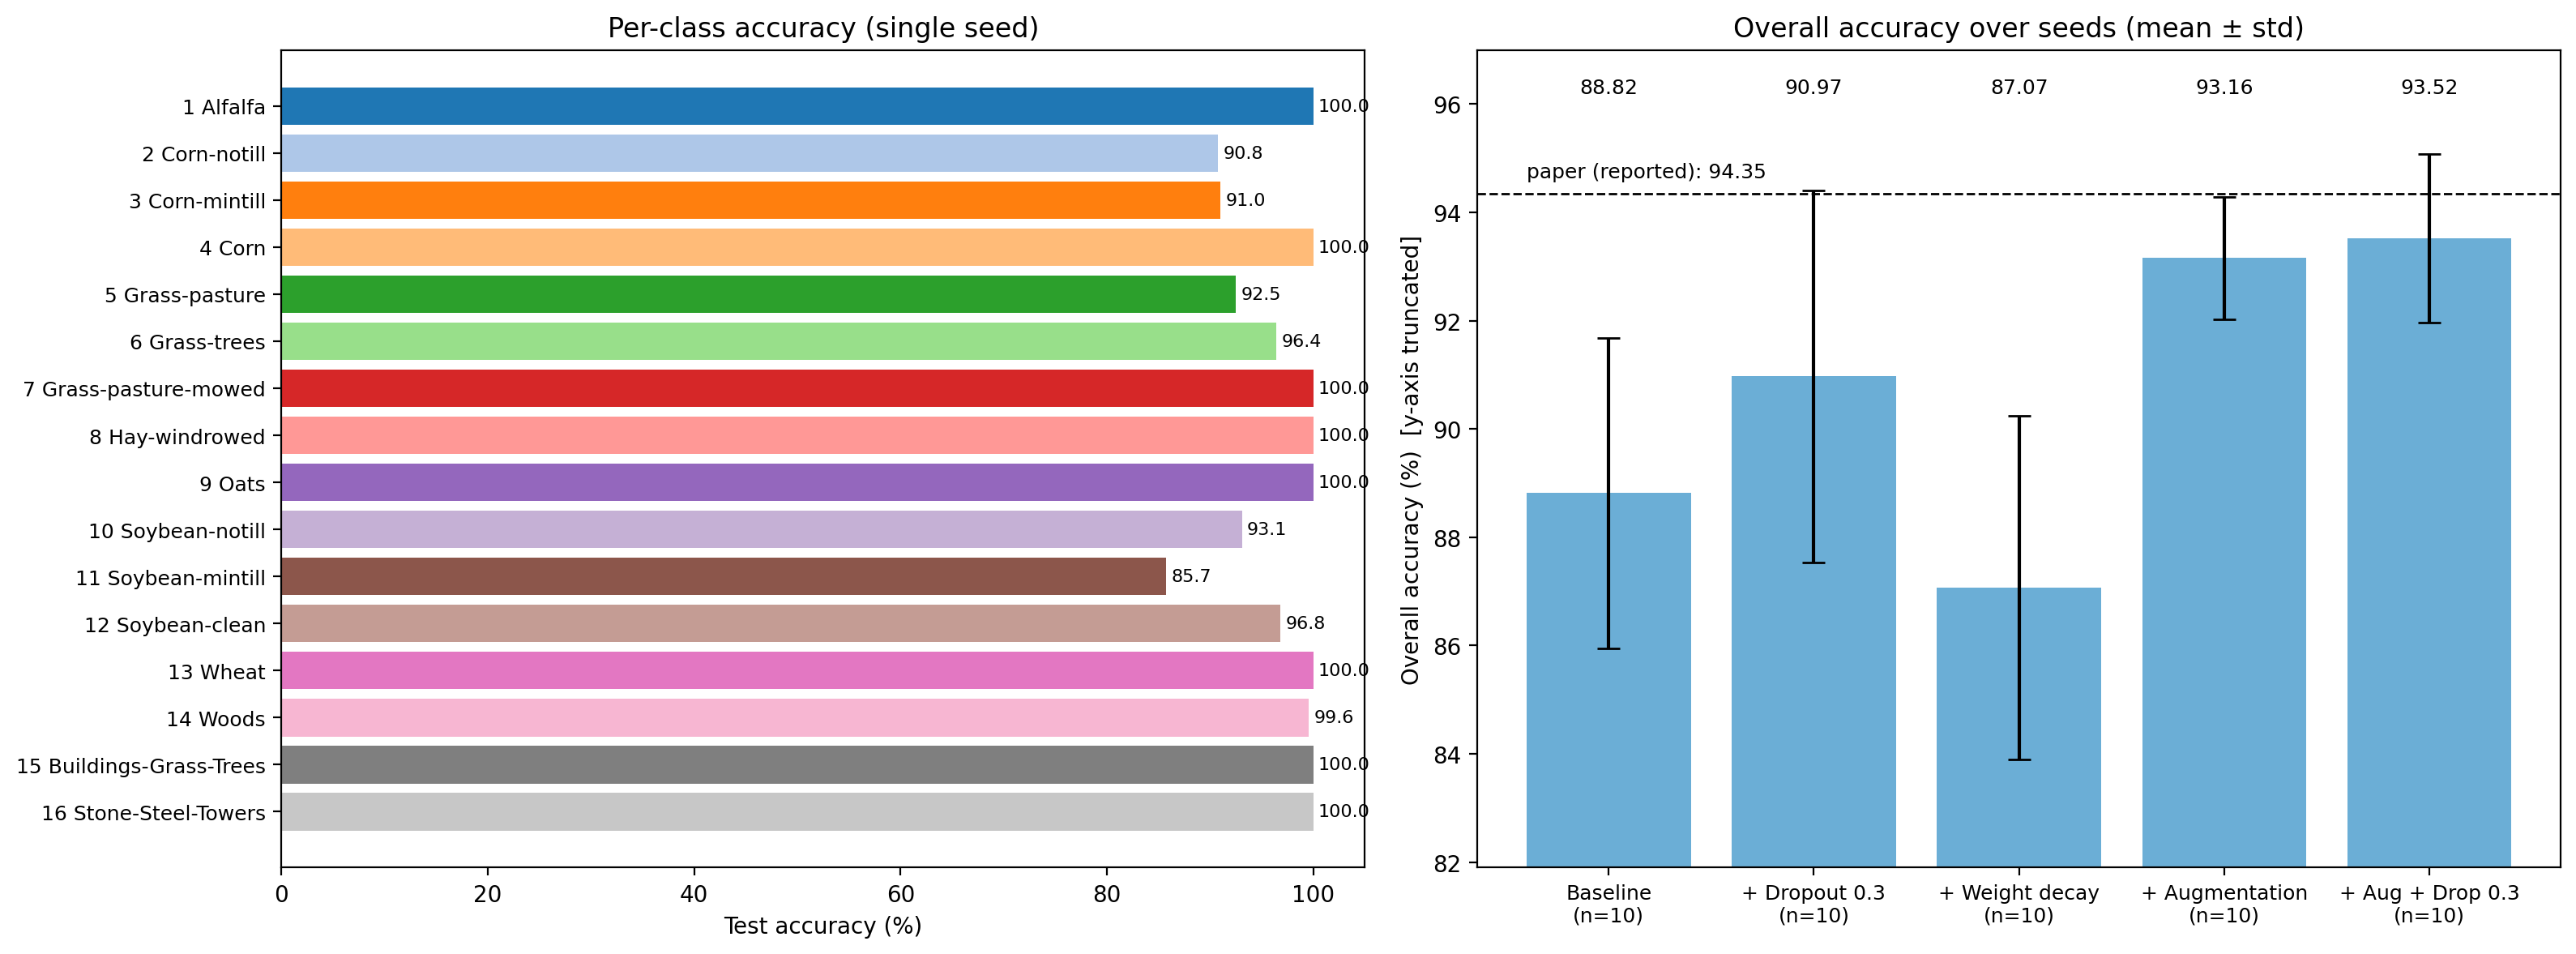 Per-class accuracy (single seed)
1 Alfalfa
100.0
2 Corn-notill
90.8
3 Corn-mintill
91.0
4 Corn
100.0
5 Grass-pasture
92.5
6 Grass-trees
96.4
7 Grass-pasture-mowed
100.0
8 Hay-windrowed
100.0
9 Oats
100.0
10 Soybean-notill
93.1
11 Soybean-mintill
85.7
12 Soybean-clean
96.8
13 Wheat
100.0
14 Woods
99.6
15 Buildings-Grass-Trees
100.0
16 Stone-Steel-Towers
100.0
0 20 40 60 80 100
Test accuracy (%)
Overall accuracy over seeds (mean ± std)
88.82 90.97 87.07 93.16 93.52
paper (reported): 94.35
96
94
92
90
88
86
84
82
Overall accuracy (%) [y-axis truncated]
Baseline
(n=10)
+ Dropout 0.3
(n=10)
+ Weight decay
(n=10)
+ Augmentation
(n=10)
+ Aug + Drop 0.3
(n=10)